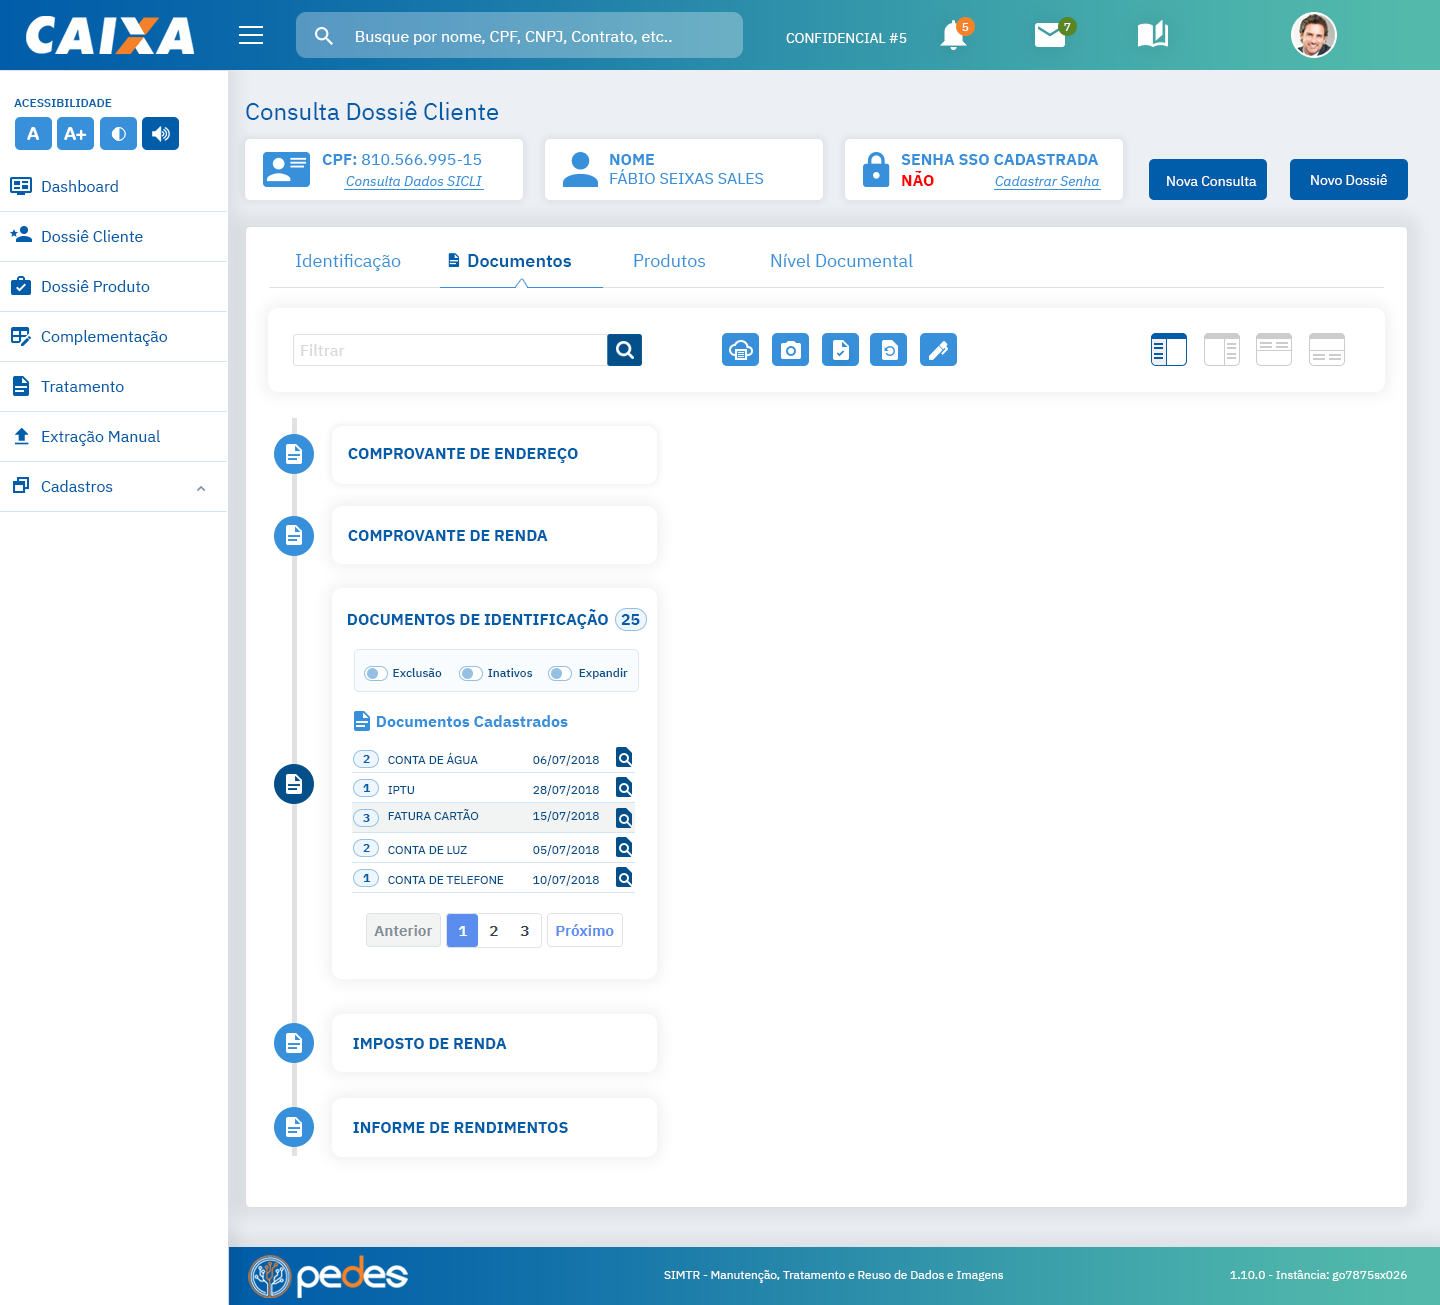 CAIXA
Busque por nome, CPF, CNPJ, Contrato, etc..
CONFIDENCIAL #5
5
7
ACESSIBILIDADE
A
A+
Dashboard
Dossiê Cliente
Dossiê Produto
Complementação
Tratamento
Extração Manual
Cadastros
Consulta Dossiê Cliente
CPF: 810.566.995-15
Consulta Dados SICLI
NOME
FÁBIO SEIXAS SALES
SENHA SSO CADASTRADA
NÃO Cadastrar Senha
Nova Consulta
Novo Dossiê
Identificação Documentos Produtos Nível Documental
Filtrar
COMPROVANTE DE ENDEREÇO
COMPROVANTE DE RENDA
DOCUMENTOS DE IDENTIFICAÇÃO 25
Exclusão Inativos Expandir
Documentos Cadastrados
2 CONTA DE ÁGUA 06/07/2018
1 IPTU 28/07/2018
3 FATURA CARTÃO 15/07/2018
2 CONTA DE LUZ 05/07/2018
1 CONTA DE TELEFONE 10/07/2018
Anterior 1 2 3 Próximo
IMPOSTO DE RENDA
INFORME DE RENDIMENTOS
pedes
SIMTR - Manutenção, Tratamento e Reuso de Dados e Imagens
1.10.0 - Instância: go7875sx026